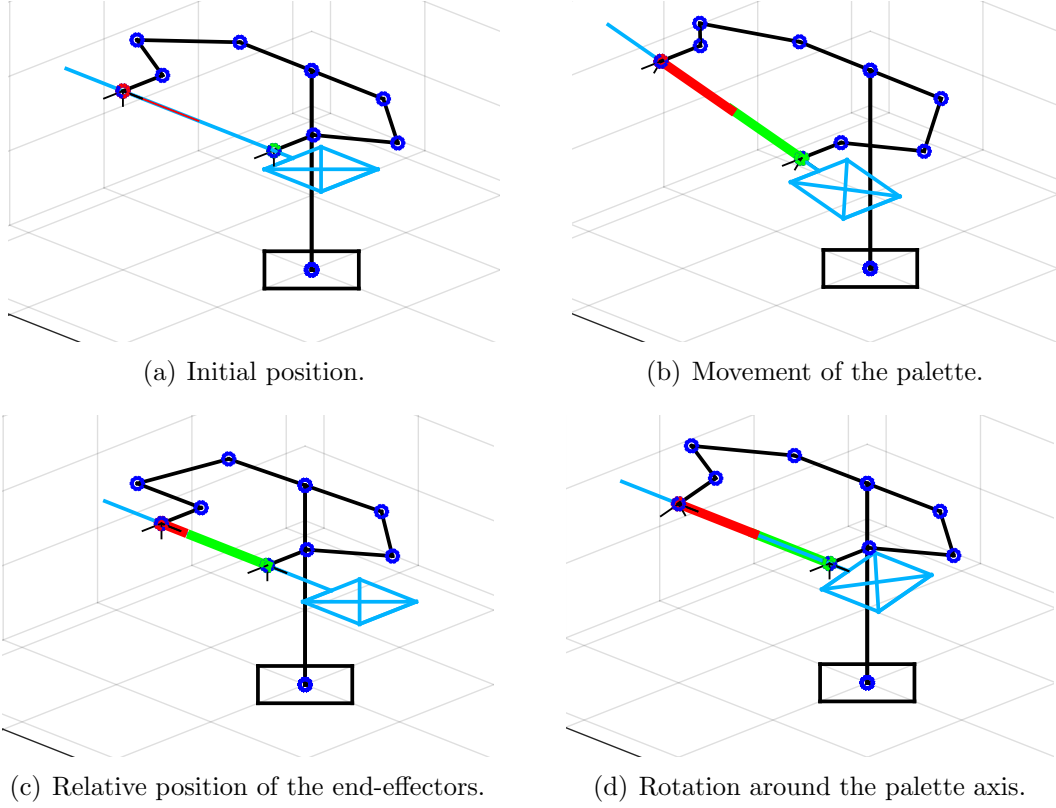 (a) Initial position.
(b) Movement of the palette.
(c) Relative position of the end-effectors.
(d) Rotation around the palette axis.